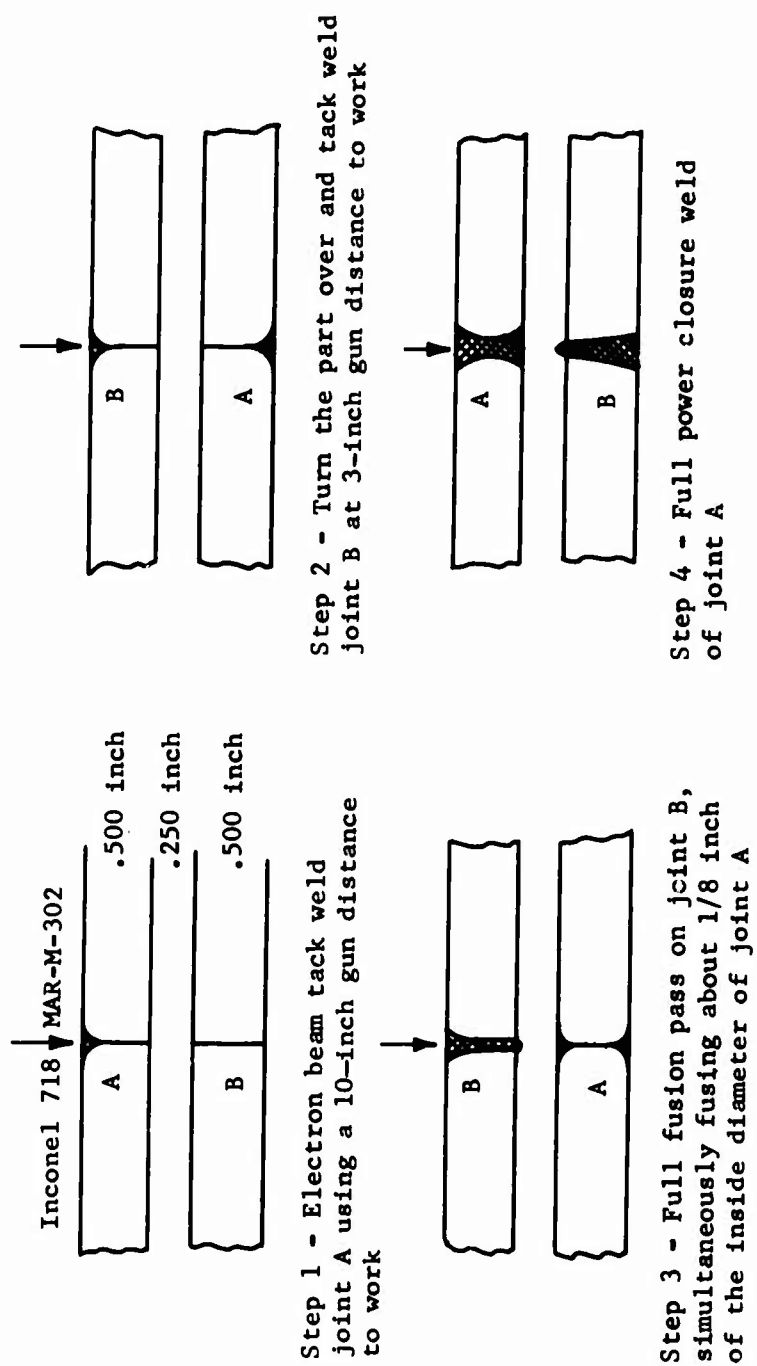 Inconel 718 MAR-M-302
A
B
.500 inch
.250 inch
.500 inch
Step 1 - Electron beam tack weld
joint A using a 10-inch gun distance
to work
B
A
Step 2 - Turn the part over and tack weld
joint B at 3-inch gun distance to work
B
A
Step 3 - Full fusion pass on joint B,
simultaneously fusing about 1/8 inch
of the inside diameter of joint A
A
B
Step 4 - Full power closure weld
of joint A